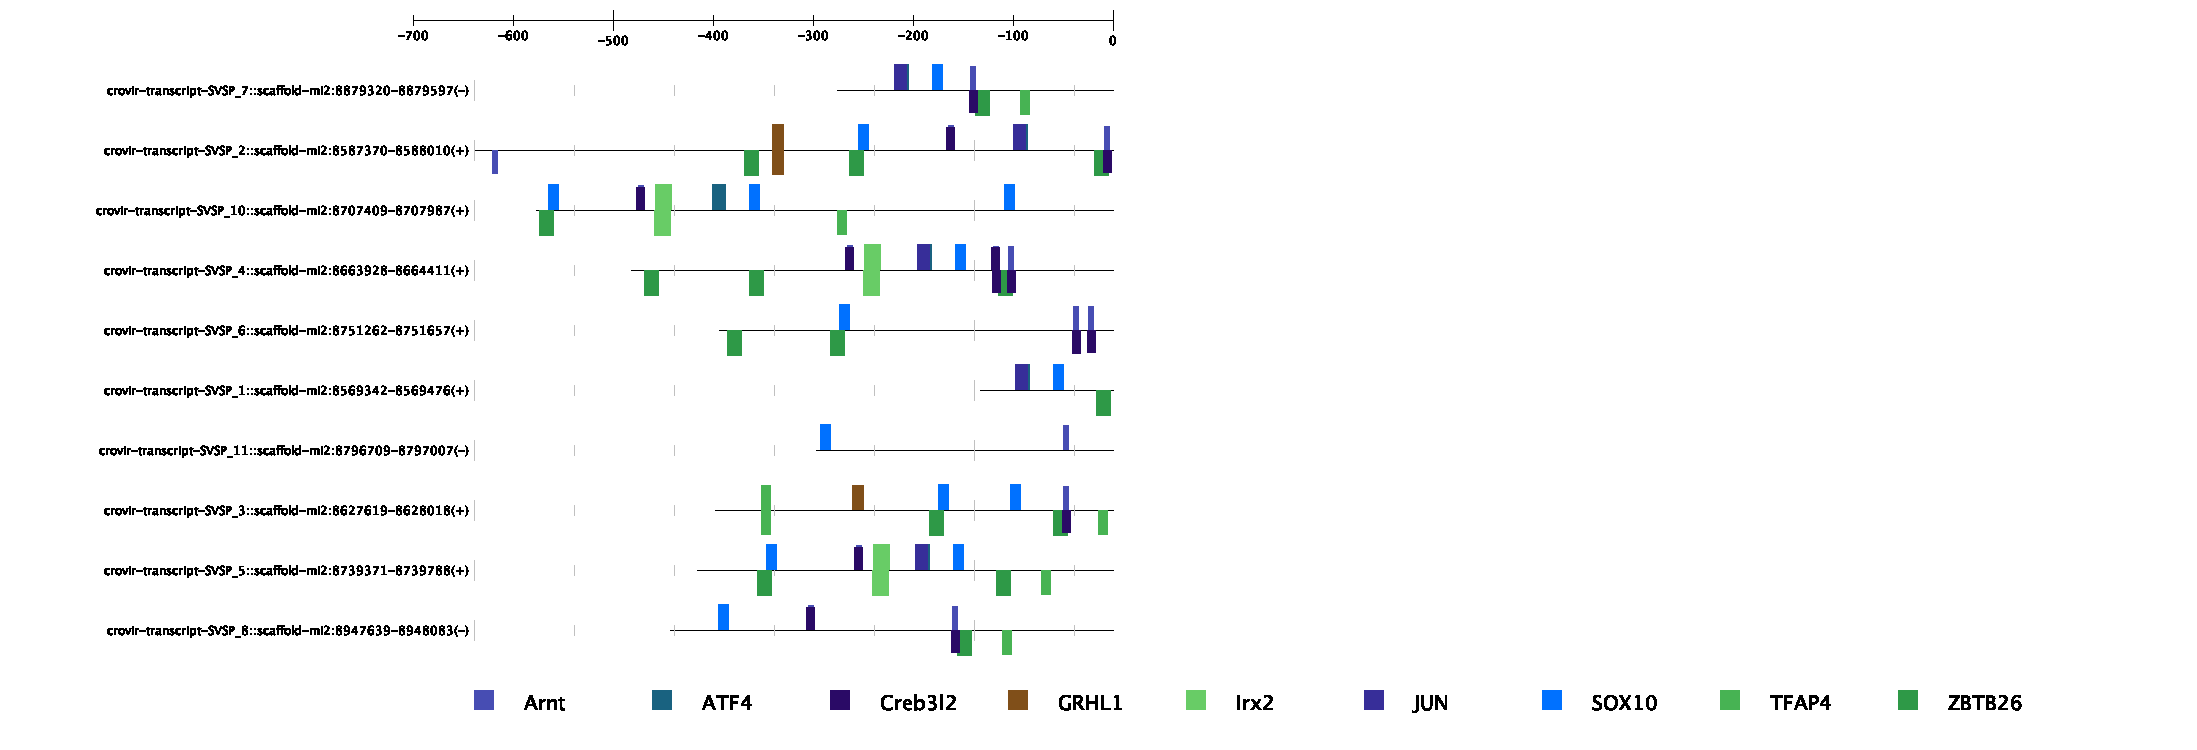 -700 -600 -500 -400 -300 -200 -100 0
crovir-transcript-SVSP_7::scaffold-mi2:8879320-8879597(-)
crovir-transcript-SVSP_2::scaffold-mi2:8587370-8588010(+)
crovir-transcript-SVSP_10::scaffold-mi2:8707409-8707987(+)
crovir-transcript-SVSP_4::scaffold-mi2:8663928-8664411(+)
crovir-transcript-SVSP_6::scaffold-mi2:8751262-8751657(+)
crovir-transcript-SVSP_1::scaffold-mi2:8569342-8569476(+)
crovir-transcript-SVSP_11::scaffold-mi2:8796709-8797007(-)
crovir-transcript-SVSP_3::scaffold-mi2:8627619-8628018(+)
crovir-transcript-SVSP_5::scaffold-mi2:8739371-8739788(+)
crovir-transcript-SVSP_8::scaffold-mi2:8947639-8948083(-)
Arnt ATF4 Creb3l2 GRHL1 Irx2 JUN SOX10 TFAP4 ZBTB26